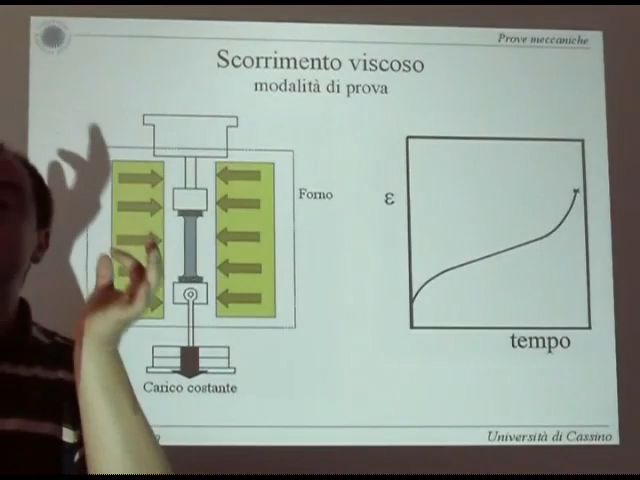 Prove meccaniche
Scorrimento viscoso
modalità di prova
Forno
ε
tempo
Carico costante
Università di Cassino